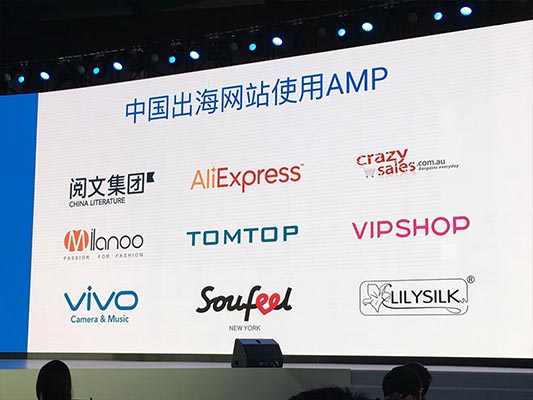 中国出海网站使用AMP
阅文集团
CHINA LITERATURE
AliExpress™
crazy
sales.com.au
Bargains everyday
Milanoo
PASSION FOR FASHION
TOMTOP
VIPSHOP
vivo
Camera & Music
Soufeel
NEW YORK
LILYSILK®